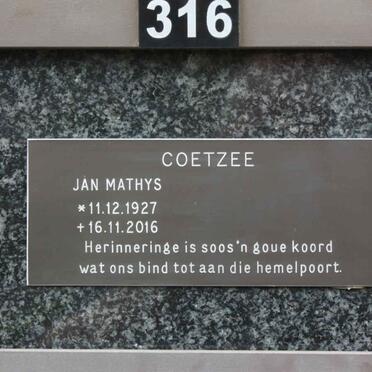 316
COETZEE
JAN MATHYS
*11.12.1927
+16.11.2016
Herinneringe is soos 'n goue koord
wat ons bind tot aan die hemelpoort.